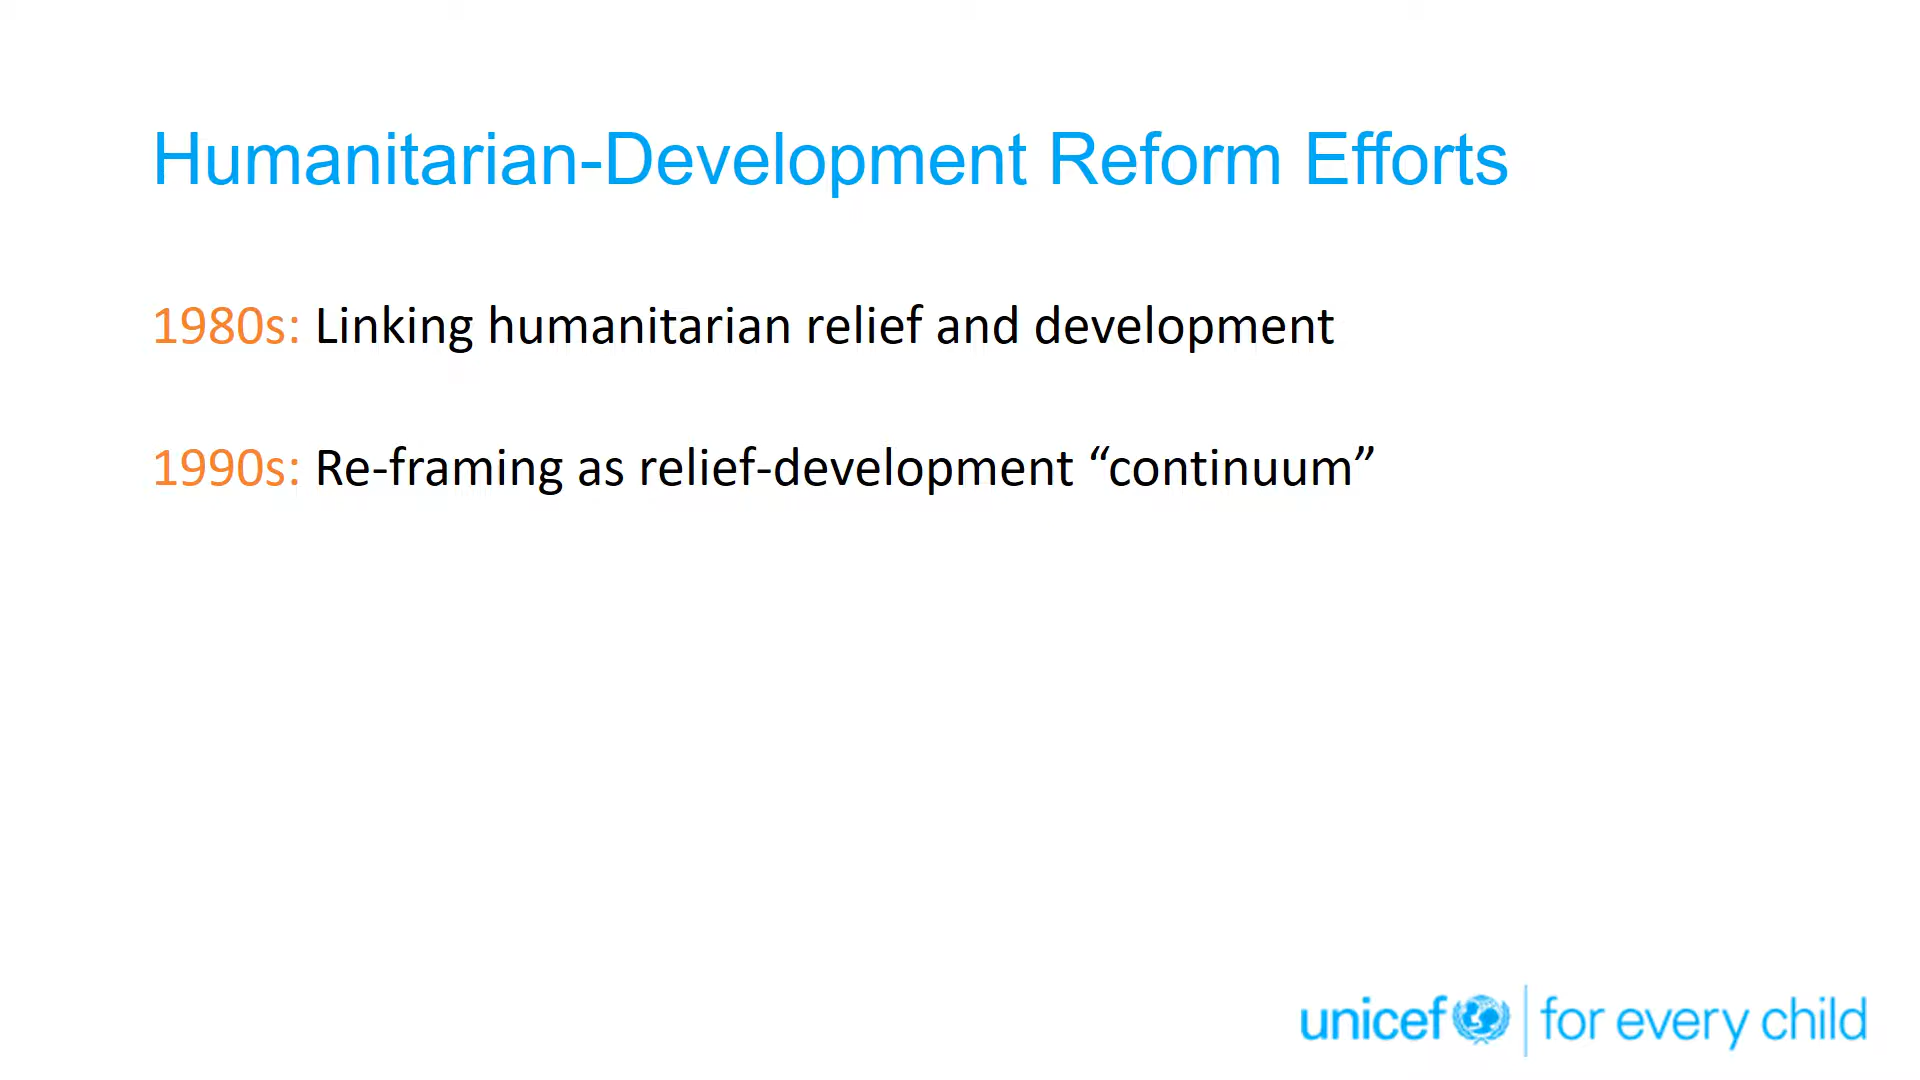 Humanitarian-Development Reform Efforts
1980s: Linking humanitarian relief and development
1990s: Re-framing as relief-development “continuum”
unicef | for every child